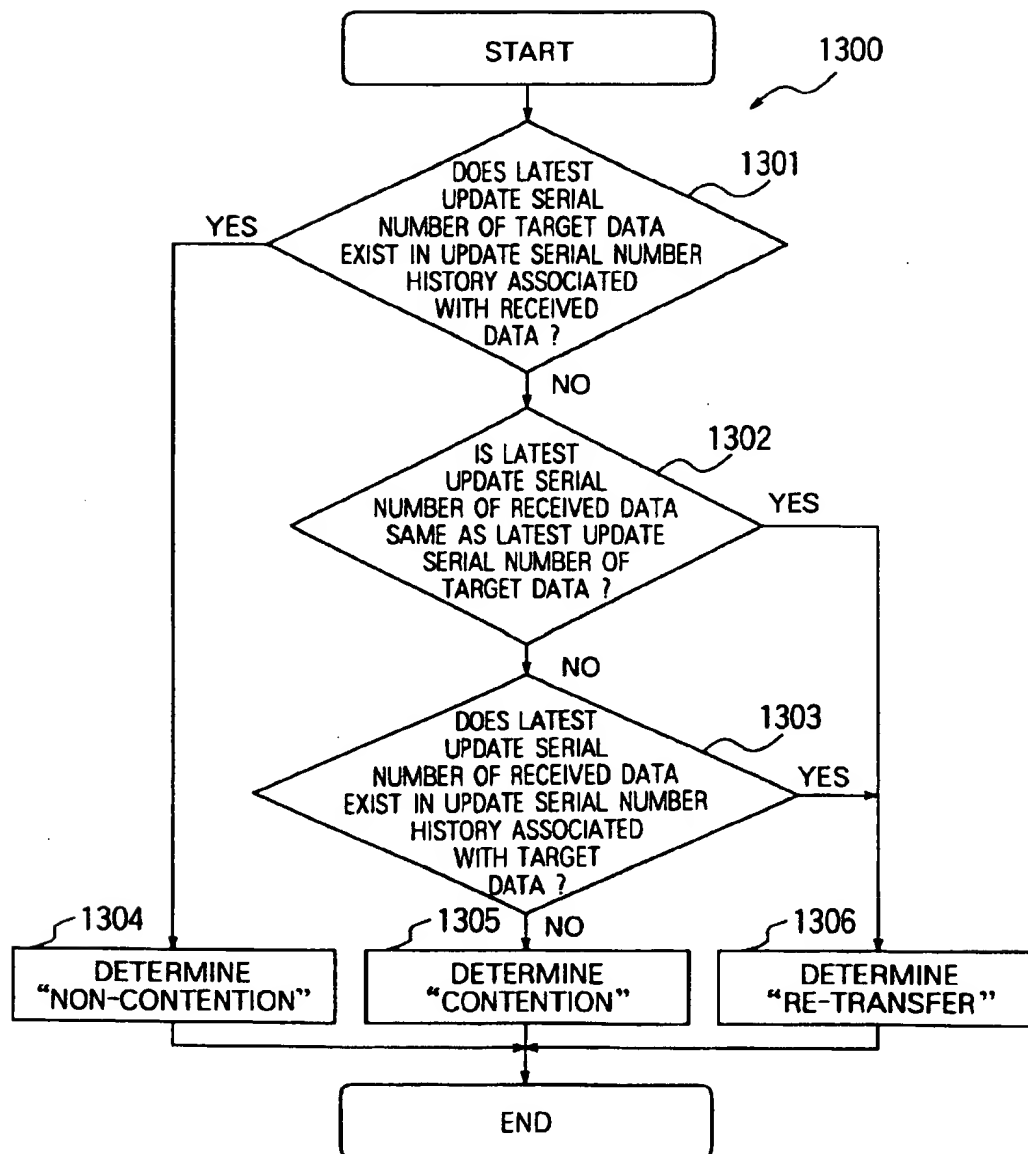 START
1300
1301
DOES LATEST
UPDATE SERIAL
NUMBER OF TARGET DATA
EXIST IN UPDATE SERIAL NUMBER
HISTORY ASSOCIATED
WITH RECEIVED
DATA ?
YES
NO
1302
IS LATEST
UPDATE SERIAL
NUMBER OF RECEIVED DATA
SAME AS LATEST UPDATE
SERIAL NUMBER OF
TARGET DATA ?
YES
NO
1303
DOES LATEST
UPDATE SERIAL
NUMBER OF RECEIVED DATA
EXIST IN UPDATE SERIAL NUMBER
HISTORY ASSOCIATED
WITH TARGET
DATA ?
YES
NO
1304
DETERMINE
“NON-CONTENTION”
1305
DETERMINE
“CONTENTION”
1306
DETERMINE
“RE-TRANSFER”
END